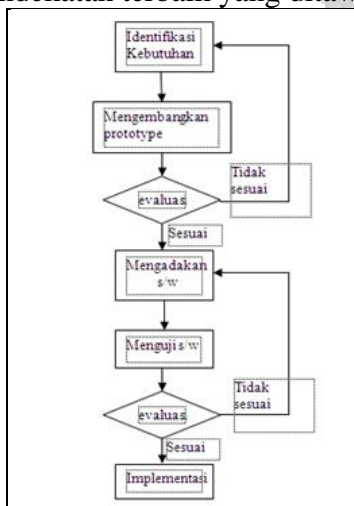 Identifikasi
Kebutuhan
Mengembangkan
prototype
Tidak
sesuai
evaluas
Sesuai
Mengadakan
s/w
Menguji s/w
Tidak
sesuai
evaluas
Sesuai
Implementasi